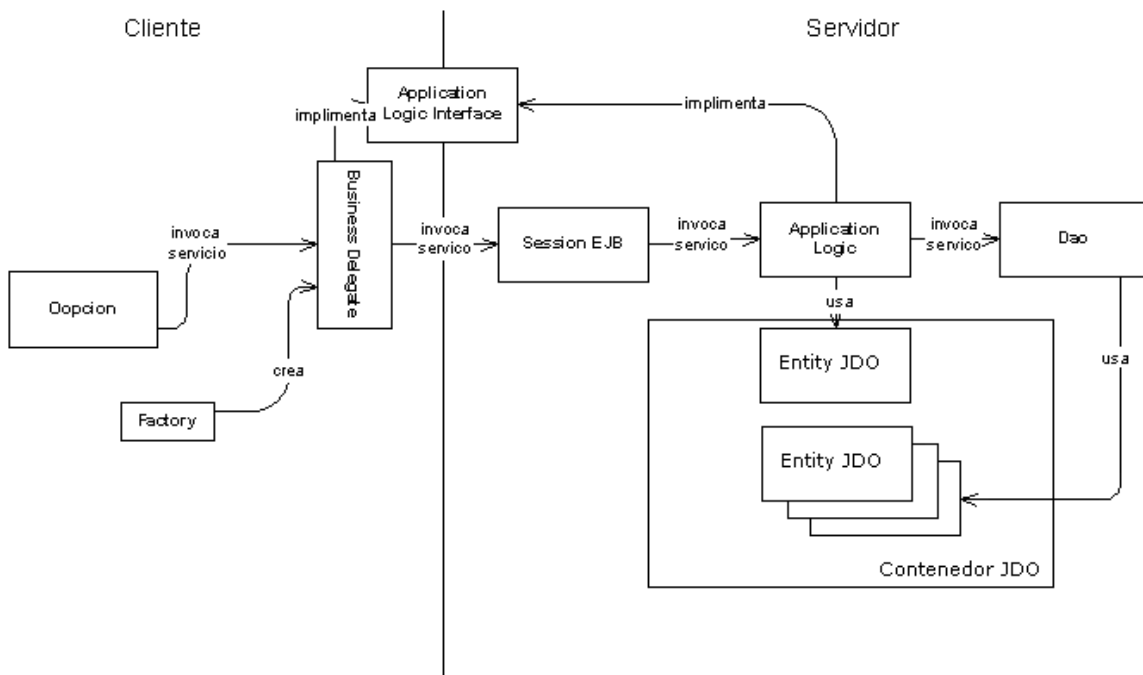 Cliente
Servidor
Application
Logic Interface
implimenta
implimenta
Business Delegate
invoca
servicio
invoca
servico
Session EJB
invoca
servico
Application
Logic
invoca
servico
Dao
Oopcion
usa
crea
Entity JDO
usa
Factory
Entity JDO
Contenedor JDO